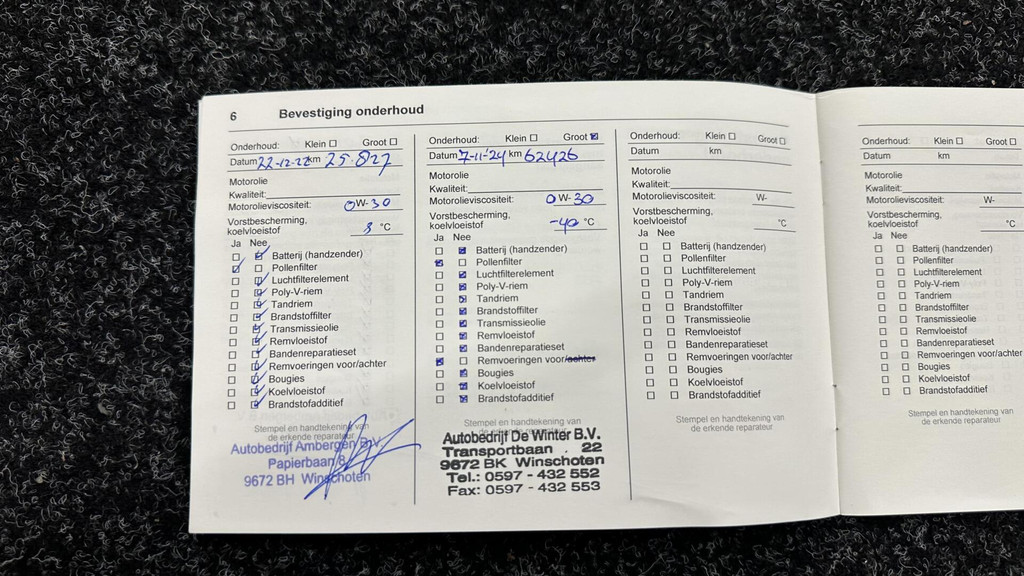 6 Bevestiging onderhoud
Onderhoud: Klein ☐ Groot ☐
Datum 22-12-22 km 25.827
Motorolie
Kwaliteit:
Motorolieviscositeit: 0W-30
Vorstbescherming,
koelvloeistof °C
Ja Nee
☐ ☑ Batterij (handzender)
☑ ☐ Pollenfilter
☐ ☑ Luchtfilterelement
☐ ☑ Poly-V-riem
☐ ☑ Tandriem
☐ ☑ Brandstoffilter
☐ ☑ Transmissieolie
☐ ☑ Remvloeistof
☐ ☑ Bandenreparatieset
☐ ☑ Remvoeringen voor/achter
☐ ☑ Bougies
☐ ☑ Koelvloeistof
☐ ☑ Brandstofadditief
Stempel en handtekening van
de erkende reparateur
Autobedrijf Ambergen B.V.
Papierbaan 8
9672 BH Winschoten
Onderhoud: Klein ☐ Groot ☑
Datum 7-11-'24 km 62426
Motorolie
Kwaliteit:
Motorolieviscositeit: 0W-30
Vorstbescherming,
koelvloeistof -40 °C
Ja Nee
☐ ☑ Batterij (handzender)
☑ ☐ Pollenfilter
☐ ☑ Luchtfilterelement
☐ ☑ Poly-V-riem
☐ ☑ Tandriem
☐ ☑ Brandstoffilter
☐ ☑ Transmissieolie
☐ ☑ Remvloeistof
☐ ☑ Bandenreparatieset
☑ ☐ Remvoeringen voor/achter
☐ ☑ Bougies
☐ ☑ Koelvloeistof
☐ ☑ Brandstofadditief
Stempel en handtekening van
de erkende reparateur
Autobedrijf De Winter B.V.
Transportbaan . 22
9672 BK Winschoten
Tel.: 0597 - 432 552
Fax: 0597 - 432 553
Onderhoud: Klein ☐ Groot ☐
Datum km
Motorolie
Kwaliteit:
Motorolieviscositeit: W-
Vorstbescherming,
koelvloeistof °C
Ja Nee
☐ ☐ Batterij (handzender)
☐ ☐ Pollenfilter
☐ ☐ Luchtfilterelement
☐ ☐ Poly-V-riem
☐ ☐ Tandriem
☐ ☐ Brandstoffilter
☐ ☐ Transmissieolie
☐ ☐ Remvloeistof
☐ ☐ Bandenreparatieset
☐ ☐ Remvoeringen voor/achter
☐ ☐ Bougies
☐ ☐ Koelvloeistof
☐ ☐ Brandstofadditief
Stempel en handtekening van
de erkende reparateur
Onderhoud: Klein ☐ Groot ☐
Datum km
Motorolie
Kwaliteit:
Motorolieviscositeit: W-
Vorstbescherming,
koelvloeistof °C
Ja Nee
☐ ☐ Batterij (handzender)
☐ ☐ Pollenfilter
☐ ☐ Luchtfilterelement
☐ ☐ Poly-V-riem
☐ ☐ Tandriem
☐ ☐ Brandstoffilter
☐ ☐ Transmissieolie
☐ ☐ Remvloeistof
☐ ☐ Bandenreparatieset
☐ ☐ Remvoeringen voor/achter
☐ ☐ Bougies
☐ ☐ Koelvloeistof
☐ ☐ Brandstofadditief
Stempel en handtekening van
de erkende reparateur